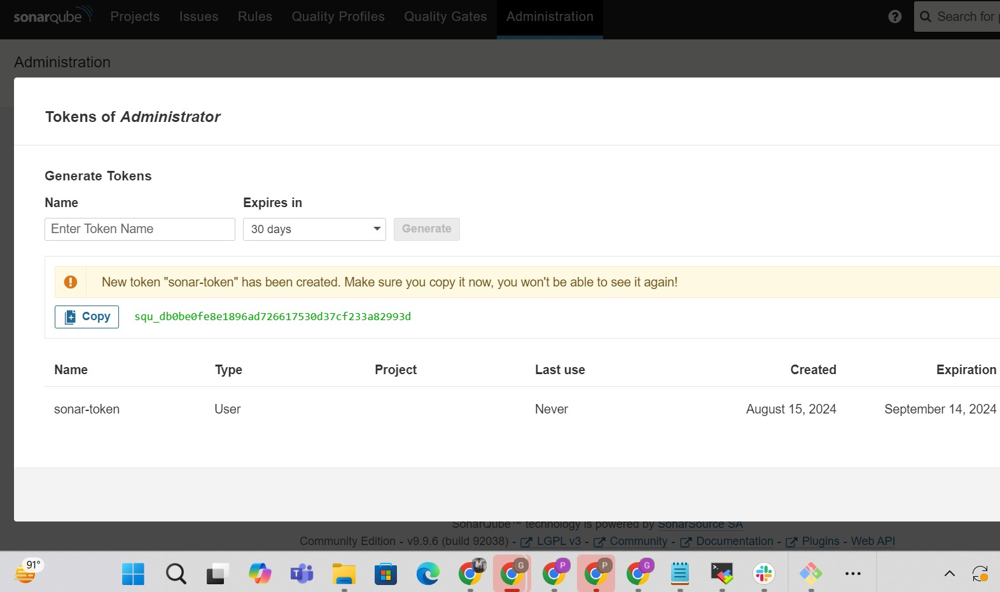 sonarqube Projects Issues Rules Quality Profiles Quality Gates Administration ? Search for
Administration
Tokens of Administrator
Generate Tokens
Name Expires in
Enter Token Name 30 days Generate
New token "sonar-token" has been created. Make sure you copy it now, you won't be able to see it again!
Copy squ_db0be0fe8e1896ad726617530d37cf233a82993d
Name Type Project Last use Created Expiration
sonar-token User Never August 15, 2024 September 14, 2024
SonarQube™ technology is powered by SonarSource SA
Community Edition - v9.9.6 (build 92038) - LGPL v3 - Community - Documentation - Plugins - Web API
91° T G P P G